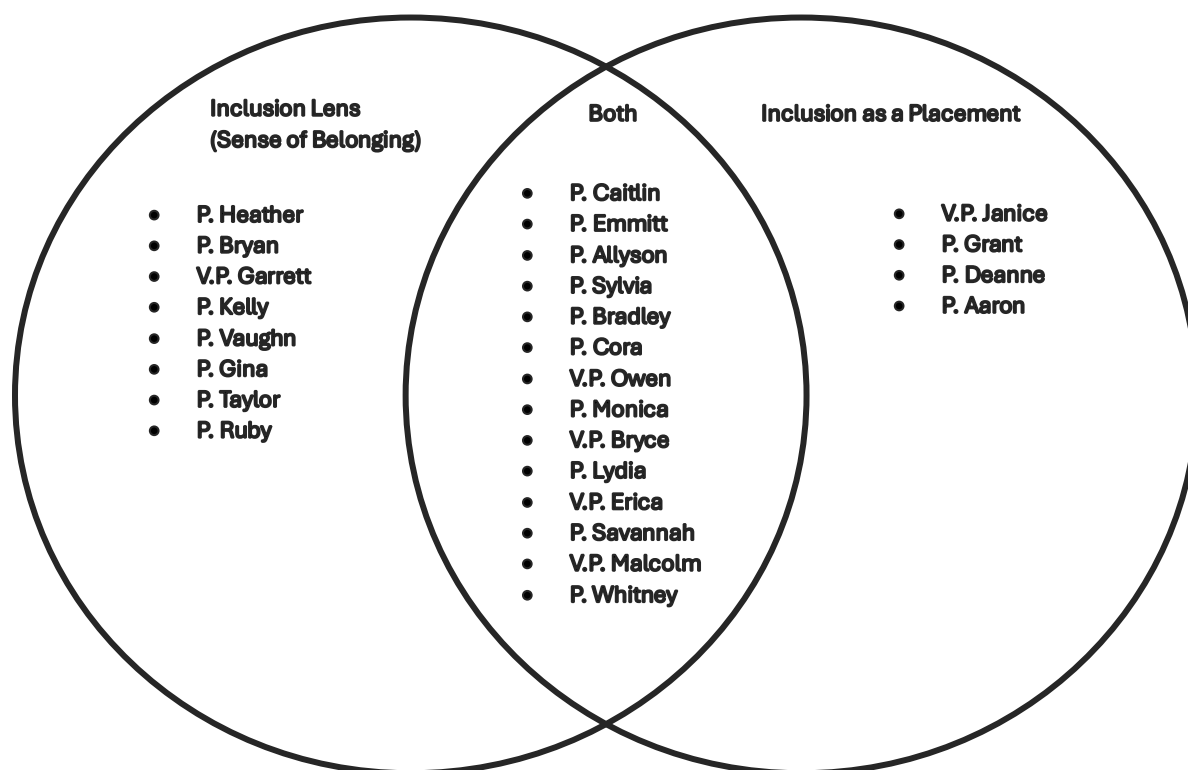 Inclusion Lens
(Sense of Belonging)
• P. Heather
• P. Bryan
• V.P. Garrett
• P. Kelly
• P. Vaughn
• P. Gina
• P. Taylor
• P. Ruby
Both
• P. Caitlin
• P. Emmitt
• P. Allyson
• P. Sylvia
• P. Bradley
• P. Cora
• V.P. Owen
• P. Monica
• V.P. Bryce
• P. Lydia
• V.P. Erica
• P. Savannah
• V.P. Malcolm
• P. Whitney
Inclusion as a Placement
• V.P. Janice
• P. Grant
• P. Deanne
• P. Aaron